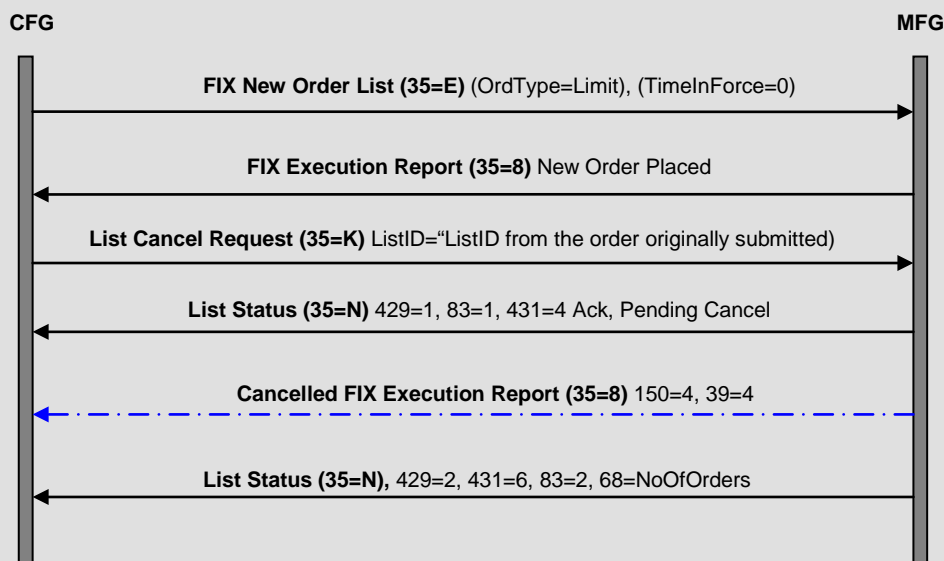 CFG MFG
FIX New Order List (35=E) (OrdType=Limit), (TimeInForce=0)
FIX Execution Report (35=8) New Order Placed
List Cancel Request (35=K) ListID=“ListID from the order originally submitted)
List Status (35=N) 429=1, 83=1, 431=4 Ack, Pending Cancel
Cancelled FIX Execution Report (35=8) 150=4, 39=4
List Status (35=N), 429=2, 431=6, 83=2, 68=NoOfOrders